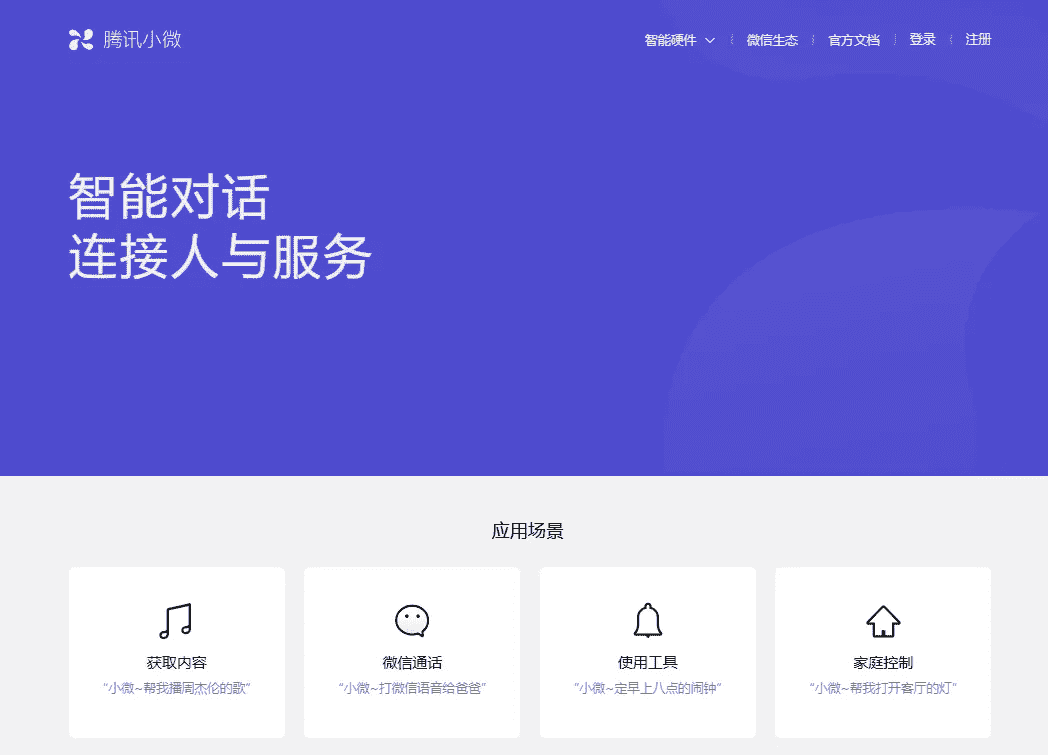 腾讯小微
智能硬件 微信生态 官方文档 登录 注册
智能对话
连接人与服务
应用场景
获取内容 微信通话 使用工具 家庭控制
“小微~帮我播周杰伦的歌” “小微~打微信语音给爸爸” “小微~定早上八点的闹钟” “小微~帮我打开客厅的灯”